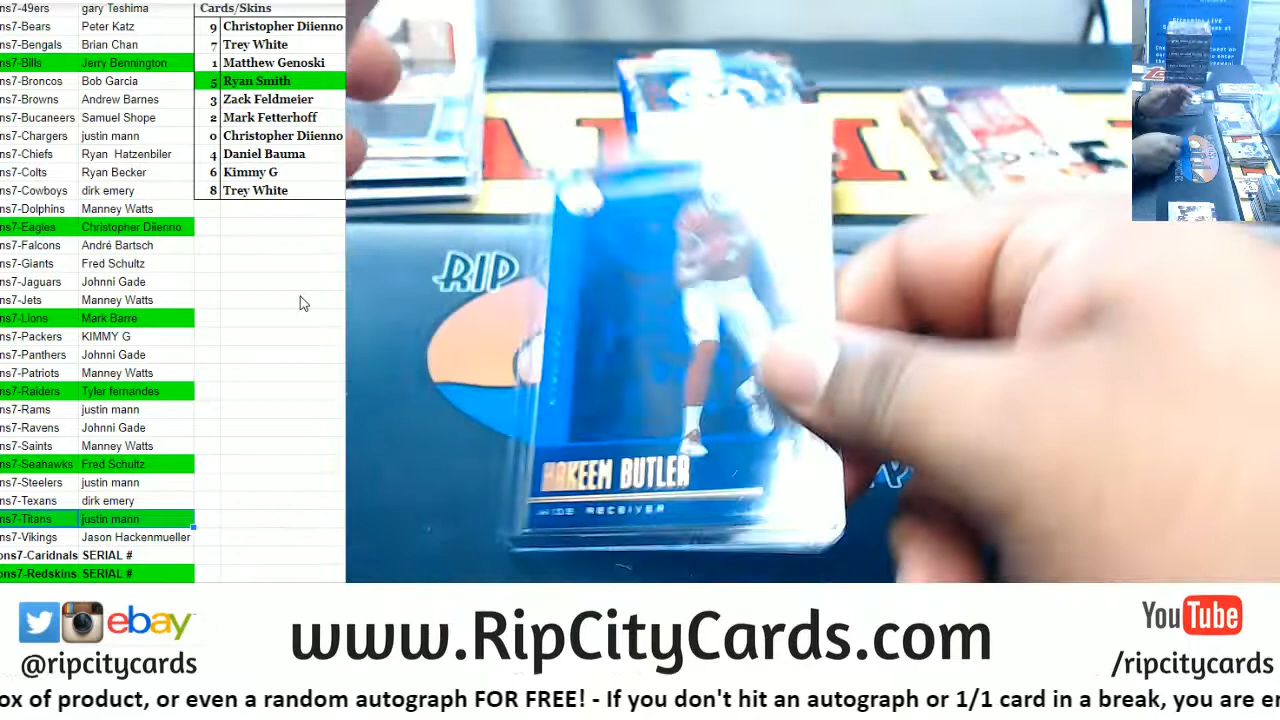 ns7-49ers gary Teshima
ns7-Bears Peter Katz
ns7-Bengals Brian Chan
ns7-Bills Jerry Bennington
ns7-Broncos Bob Garcia
ns7-Browns Andrew Barnes
ns7-Bucaneers Samuel Shope
ns7-Chargers justin mann
ns7-Chiefs Ryan Hatzenbiler
ns7-Colts Ryan Becker
ns7-Cowboys dirk emery
ns7-Dolphins Manney Watts
ns7-Eagles Christopher Diienno
ns7-Falcons André Bartsch
ns7-Giants Fred Schultz
ns7-Jaguars Johnni Gade
ns7-Jets Manney Watts
ns7-Lions Mark Barre
ns7-Packers KIMMY G
ns7-Panthers Johnni Gade
ns7-Patriots Manney Watts
ns7-Raiders Tyler fernandes
ns7-Rams justin mann
ns7-Ravens Johnni Gade
ns7-Saints Manney Watts
ns7-Seahawks Fred Schultz
ns7-Steelers justin mann
ns7-Texans dirk emery
ns7-Titans justin mann
ns7-Vikings Jason Hackenmueller
ons7-Caridnals SERIAL #
ons7-Redskins SERIAL #
Cards/Skins
9 Christopher Diienno
7 Trey White
1 Matthew Genoski
5 Ryan Smith
3 Zack Feldmeier
2 Mark Fetterhoff
0 Christopher Diienno
4 Daniel Bauma
6 Kimmy G
8 Trey White
RIP
HAKEEM BUTLER
WIDE RECEIVER
ebay
@ripcitycards
www.RipCityCards.com
YouTube
/ripcitycards
ox of product, or even a random autograph FOR FREE! - If you don't hit an autograph or 1/1 card in a break, you are en